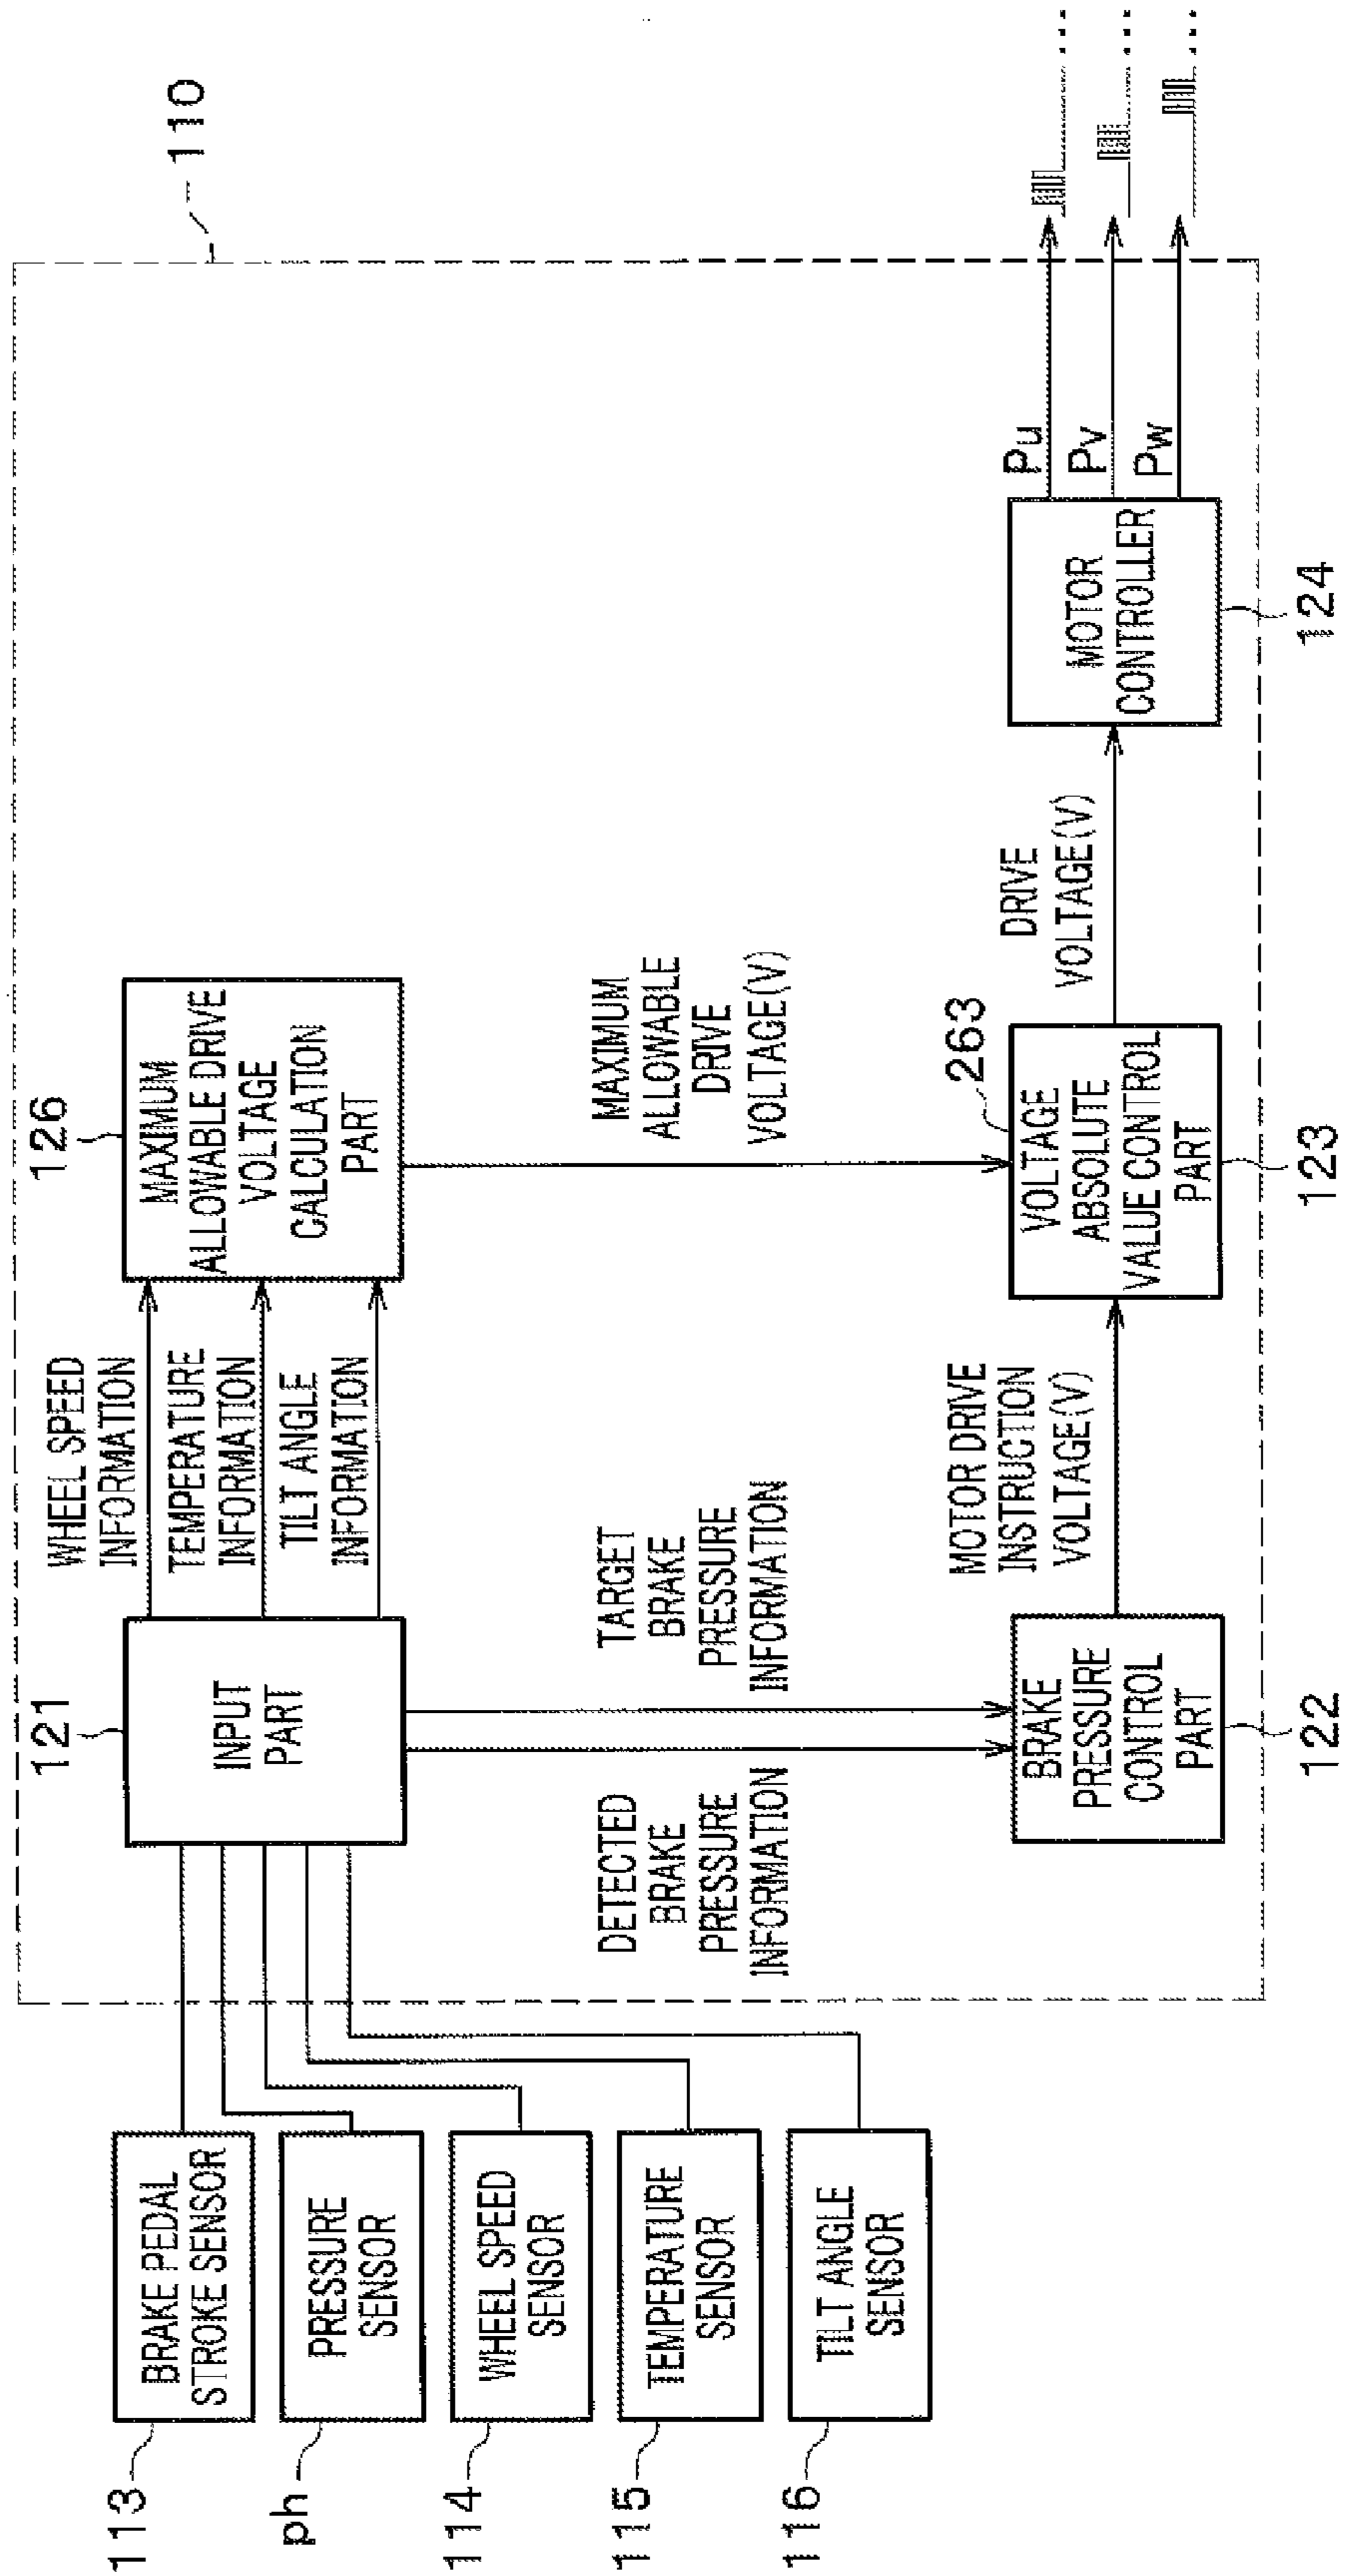 110
113
BRAKE PEDAL
STROKE SENSOR
ph
PRESSURE
SENSOR
114
WHEEL SPEED
SENSOR
115
TEMPERATURE
SENSOR
116
TILT ANGLE
SENSOR
121
INPUT
PART
WHEEL SPEED
INFORMATION
TEMPERATURE
INFORMATION
TILT ANGLE
INFORMATION
126
MAXIMUM
ALLOWABLE DRIVE
VOLTAGE
CALCULATION
PART
DETECTED
BRAKE
PRESSURE
INFORMATION
TARGET
BRAKE
PRESSURE
INFORMATION
MAXIMUM
ALLOWABLE
DRIVE
VOLTAGE(V)
BRAKE
PRESSURE
CONTROL
PART
122
MOTOR DRIVE
INSTRUCTION
VOLTAGE(V)
263
VOLTAGE
ABSOLUTE
VALUE CONTROL
PART
123
DRIVE
VOLTAGE(V)
MOTOR
CONTROLLER
124
Pu
Pv
Pw